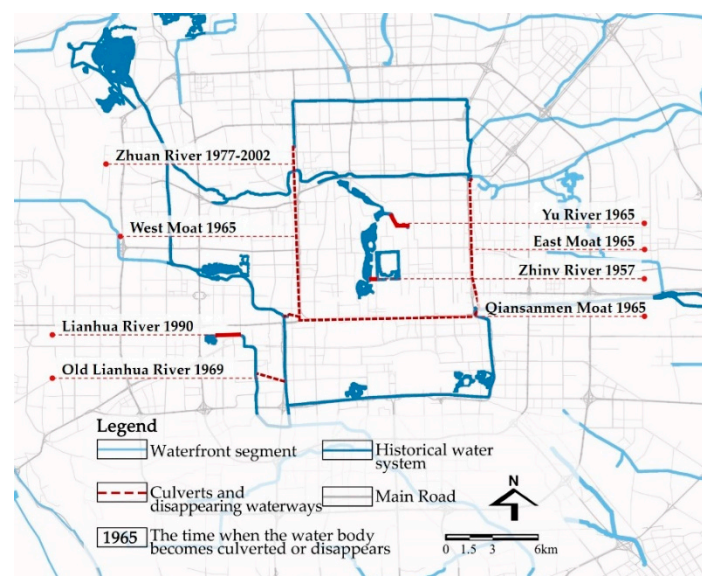 Zhuan River 1977-2002
West Moat 1965
Yu River 1965
East Moat 1965
Zhinv River 1957
Qiansanmen Moat 1965
Lianhua River 1990
Old Lianhua River 1969
Legend
Waterfront segment
Historical water
system
Culverts and
disappearing waterways
Main Road
1965
The time when the water body
becomes culverted or disappears
N
0 1.5 3 6km